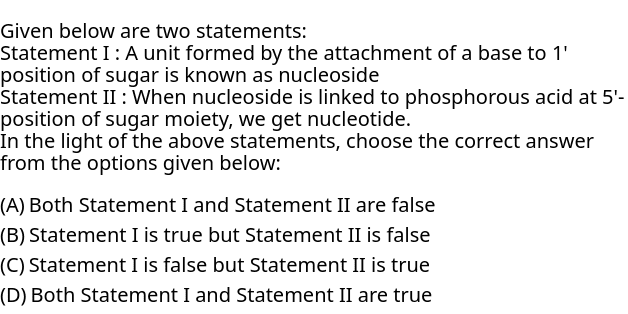 Given below are two statements:
Statement I : A unit formed by the attachment of a base to 1'
position of sugar is known as nucleoside
Statement II : When nucleoside is linked to phosphorous acid at 5'-
position of sugar moiety, we get nucleotide.
In the light of the above statements, choose the correct answer
from the options given below:
(A) Both Statement I and Statement II are false
(B) Statement I is true but Statement II is false
(C) Statement I is false but Statement II is true
(D) Both Statement I and Statement II are true